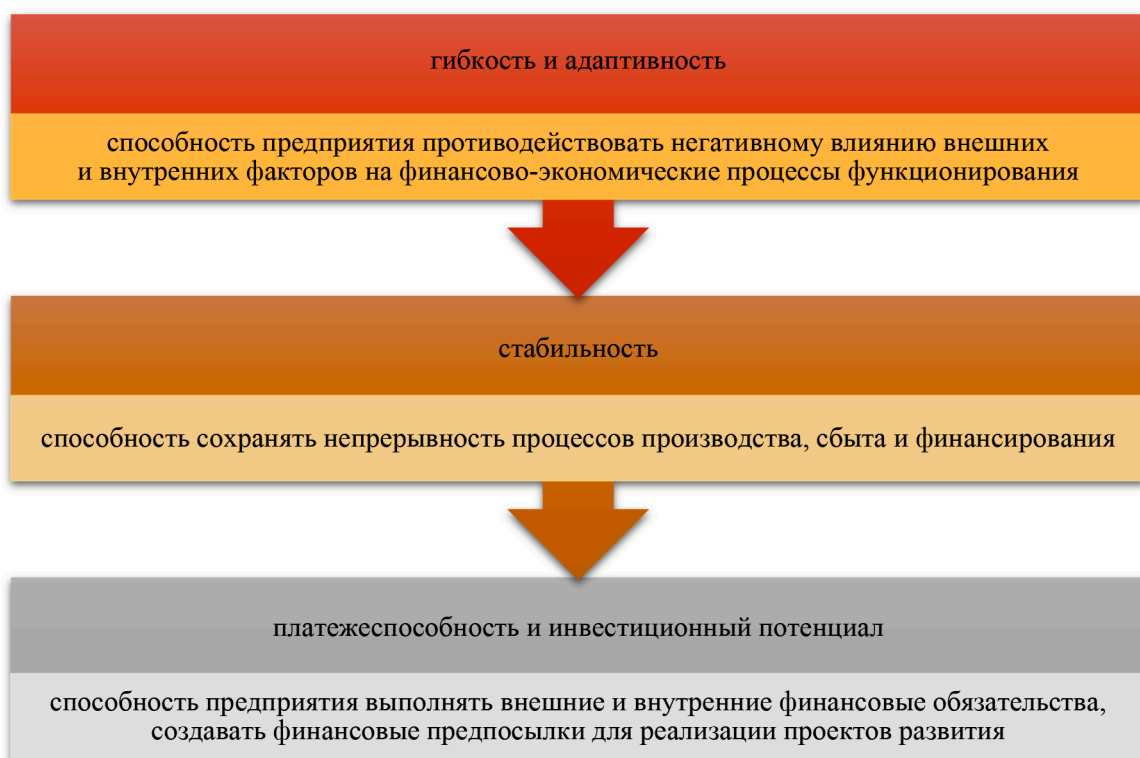 гибкость и адаптивность
способность предприятия противодействовать негативному влиянию внешних
и внутренних факторов на финансово-экономические процессы функционирования
стабильность
способность сохранять непрерывность процессов производства, сбыта и финансирования
платежеспособность и инвестиционный потенциал
способность предприятия выполнять внешние и внутренние финансовые обязательства,
создавать финансовые предпосылки для реализации проектов развития